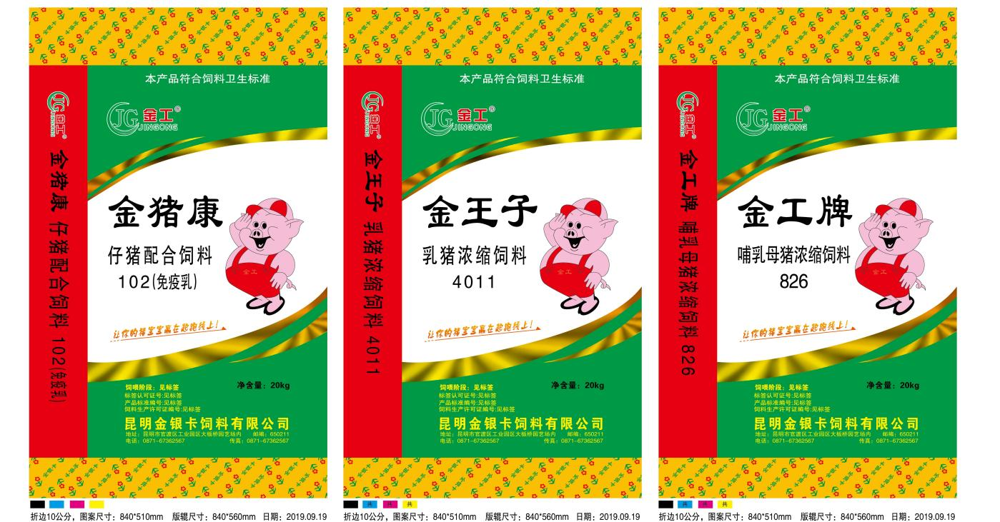 本产品符合饲料卫生标准
JG 金工®
JINGONG
金猪康
仔猪配合饲料
102(免疫乳)
金工
让你的猪宝宝赢在起跑线上!
净含量：20kg
饲喂阶段：见标签
标签认可证号:见标签
产品标准编号:见标签
饲料生产许可证编号:见标签
昆明金银卡饲料有限公司
地址：昆明市官渡区工业园区大板桥园艺场内 邮编：650211
电话：0871-67362567 传真：0871-67362567
JG 金工®
JINGONG
金猪康 仔猪配合饲料 102(免疫乳)
折边10公分，图案尺寸：840*510mm 版辊尺寸：840*560mm 日期：2019.09.19
本产品符合饲料卫生标准
JG 金工®
JINGONG
金王子
乳猪浓缩饲料
4011
金工
让你的猪宝宝赢在起跑线上!
净含量：20kg
饲喂阶段：见标签
标签认可证号:见标签
产品标准编号:见标签
饲料生产许可证编号:见标签
昆明金银卡饲料有限公司
地址：昆明市官渡区工业园区大板桥园艺场内 邮编：650211
电话：0871-67362567 传真：0871-67362567
JG 金工®
JINGONG
金王子 乳猪浓缩饲料 4011
共 共 共
折边10公分，图案尺寸：840*510mm 版辊尺寸：840*560mm 日期：2019.09.19
本产品符合饲料卫生标准
JG 金工®
JINGONG
金工牌
哺乳母猪浓缩饲料
826
金工
让你的猪宝宝赢在起跑线上!
净含量：20kg
饲喂阶段：见标签
标签认可证号:见标签
产品标准编号:见标签
饲料生产许可证编号:见标签
昆明金银卡饲料有限公司
地址：昆明市官渡区工业园区大板桥园艺场内 邮编：650211
电话：0871-67362567 传真：0871-67362567
JG 金工®
JINGONG
金工牌 哺乳母猪浓缩饲料 826
共 共 共
折边10公分，图案尺寸：840*510mm 版辊尺寸：840*560mm 日期：2019.09.19